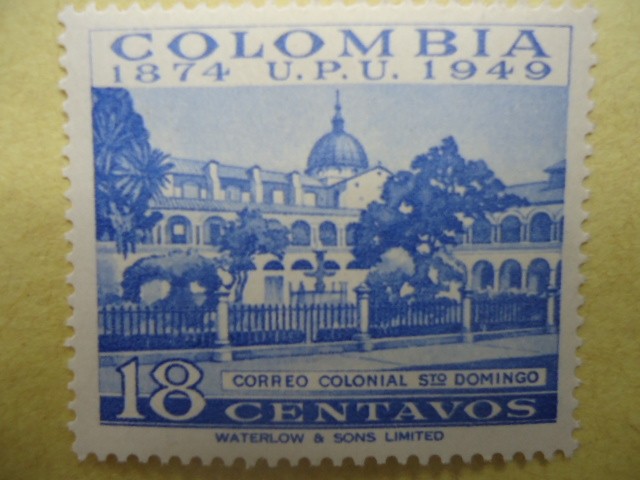 COLOMBIA
1874 U.P.U. 1949
18 CORREO COLONIAL STO DOMINGO
CENTAVOS
WATERLOW & SONS LIMITED